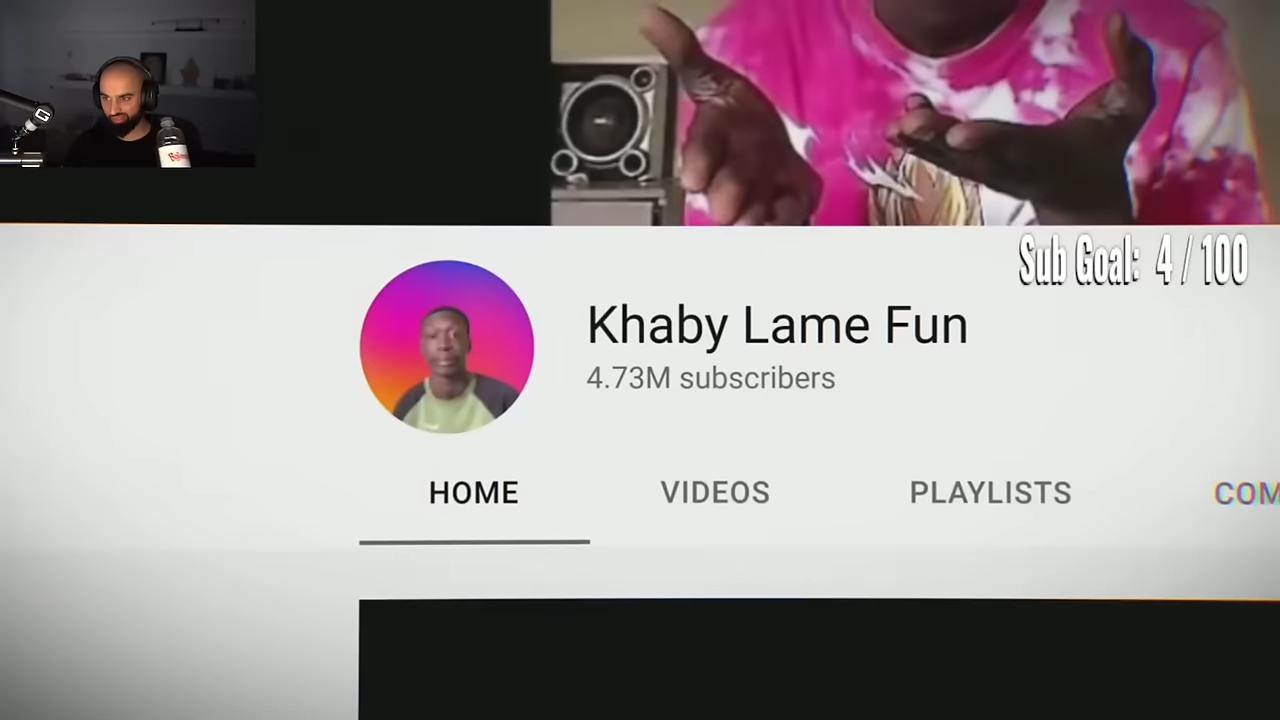 Sub Goal: 4 / 100
Khaby Lame Fun
4.73M subscribers
HOME VIDEOS PLAYLISTS COM